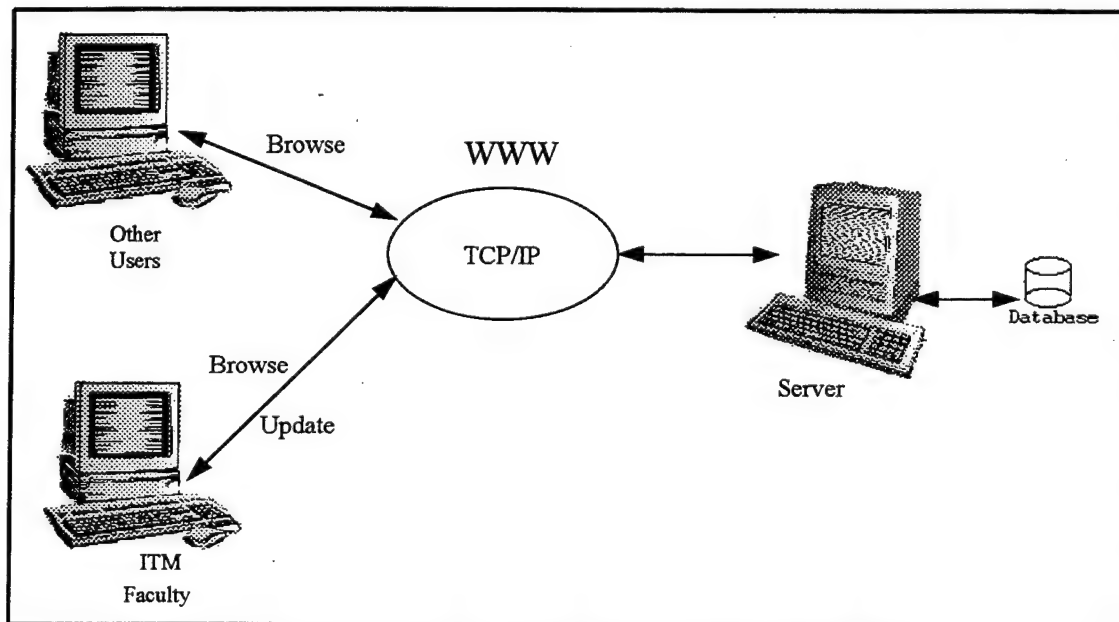 Browse
WWW
Other
Users
TCP/IP
Database
Browse
Server
Update
ITM
Faculty